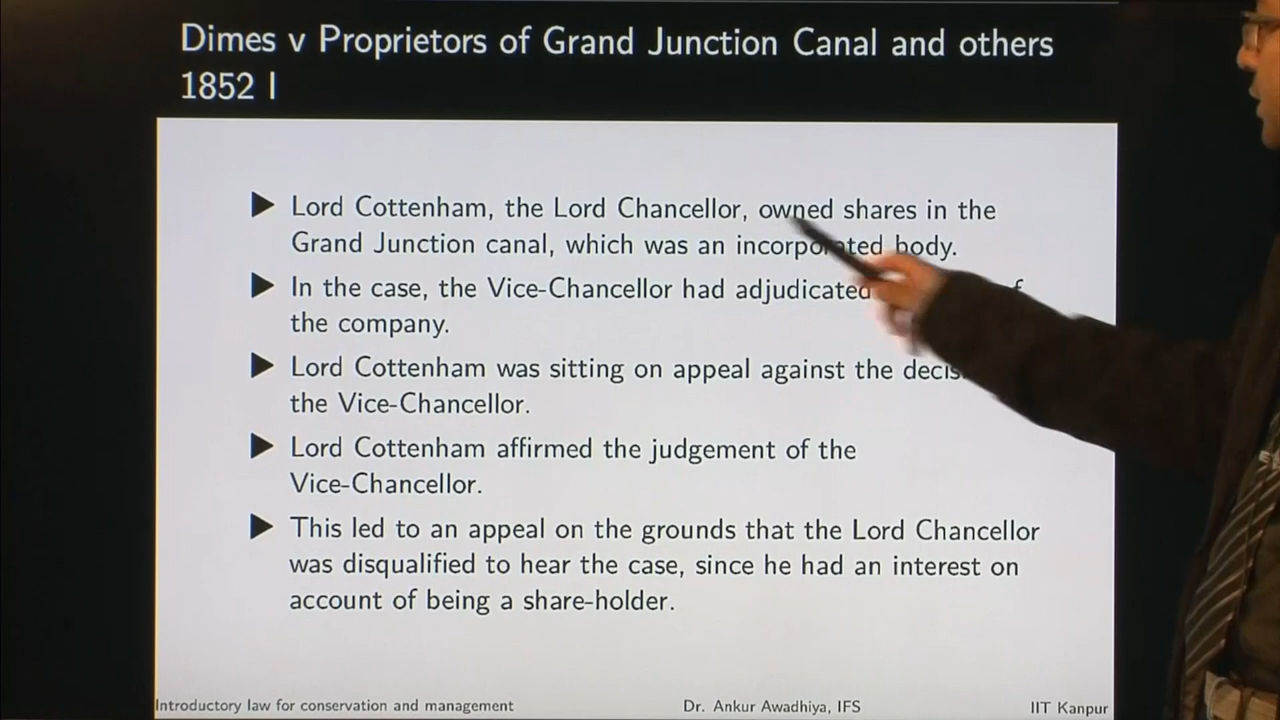 Dimes v Proprietors of Grand Junction Canal and others
1852 I
Lord Cottenham, the Lord Chancellor, owned shares in the
Grand Junction canal, which was an incorporated body.
In the case, the Vice-Chancellor had adjudicated
the company.
Lord Cottenham was sitting on appeal against the
the Vice-Chancellor.
Lord Cottenham affirmed the judgement of the
Vice-Chancellor.
This led to an appeal on the grounds that the Lord Chancellor
was disqualified to hear the case, since he had an interest on
account of being a share-holder.
Introductory law for conservation and management Dr. Ankur Awadhiya, IFS IIT Kanpur